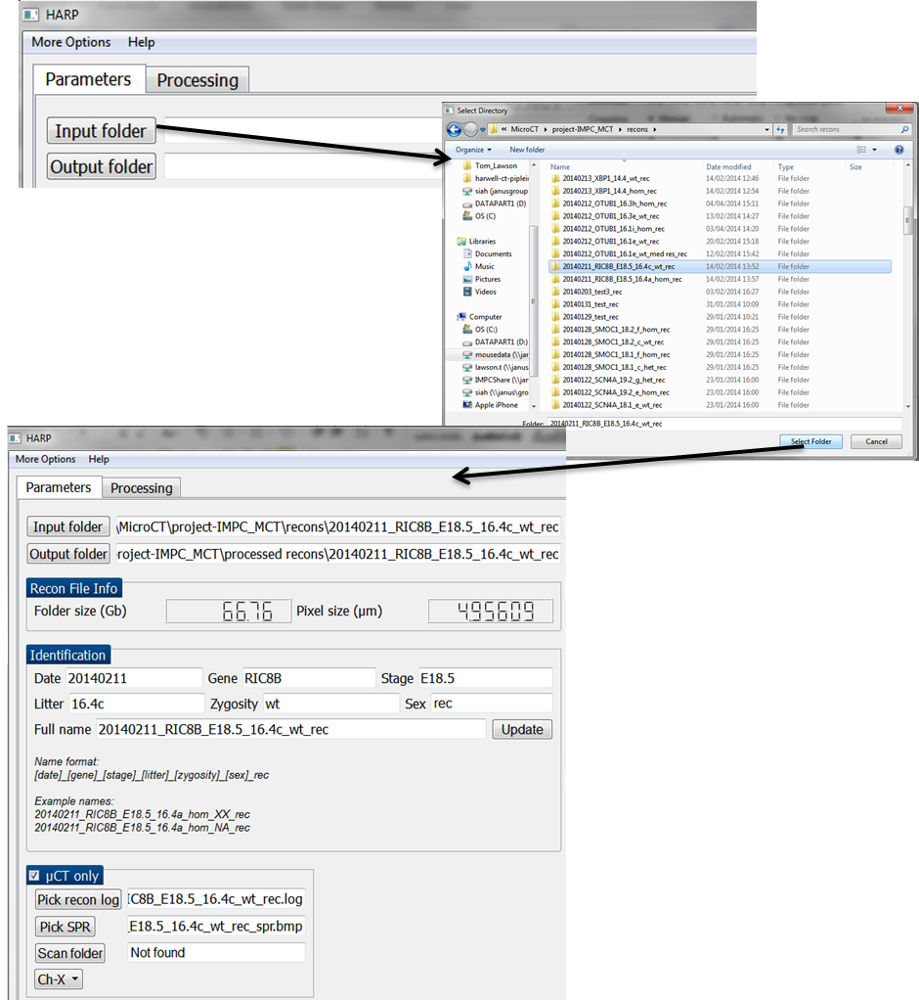 HARP
More Options Help
Parameters Processing
Input folder
Output folder
Select Directory
« MicroCT project-IMPC_MCT recons Search recons
Organize New folder
Name Date modified Type Size
Tom_Lawson
harwell-ct-piplein
siah (janusgroup
DATAPART1 (D)
OS (C)
Libraries
Documents
Music
Pictures
Videos
Computer
OS (C:)
DATAPART1 (D:)
mousedata (\\jan
lawson.t (\\janus
IMPCShare (\\jan
siah (\\janus\gro
Apple iPhone
20140213_XBP1_14.4_wt_rec 14/02/2014 12:46 File folder
20140213_XBP1_14.4_hom_rec 14/02/2014 12:54 File folder
20140212_OTUB1_16.3h_hom_rec 04/04/2014 15:11 File folder
20140212_OTUB1_16.3e_wt_rec 13/02/2014 14:27 File folder
20140212_OTUB1_16.1i_hom_rec 03/04/2014 14:20 File folder
20140212_OTUB1_16.1e_wt_rec 20/02/2014 15:18 File folder
20140212_OTUB1_16.1e_wt_med res_rec 12/02/2014 15:42 File folder
20140211_RIC8B_E18.5_16.4c_wt_rec 14/02/2014 13:52 File folder
20140211_RIC8B_E18.5_16.4a_hom_rec 14/02/2014 13:57 File folder
20140203_test3_rec 03/02/2014 16:27 File folder
20140131_test_rec 31/01/2014 10:09 File folder
20140129_test_rec 29/01/2014 10:21 File folder
20140128_SMOC1_18.2_f_hom_rec 29/01/2014 16:25 File folder
20140128_SMOC1_18.2_c_wt_rec 29/01/2014 16:25 File folder
20140128_SMOC1_18.1_f_hom_rec 29/01/2014 16:25 File folder
20140128_SMOC1_18.1_c_het_rec 29/01/2014 16:25 File folder
20140122_SCN4A_19.2_g_het_rec 23/01/2014 16:00 File folder
20140122_SCN4A_19.2_e_hom_rec 23/01/2014 16:00 File folder
20140122_SCN4A_18.1_e_wt_rec 23/01/2014 16:00 File folder
Folder: 20140211_RIC8B_E18.5_16.4c_wt_rec
Select Folder Cancel
HARP
More Options Help
Parameters Processing
Input folder \MicroCT\project-IMPC_MCT\recons\20140211_RIC8B_E18.5_16.4c_wt_rec
Output folder roject-IMPC_MCT\processed recons\20140211_RIC8B_E18.5_16.4c_wt_rec
Recon File Info
Folder size (Gb) 66.76 Pixel size (µm) 4.95609
Identification
Date 20140211 Gene RIC8B Stage E18.5
Litter 16.4c Zygosity wt Sex rec
Full name 20140211_RIC8B_E18.5_16.4c_wt_rec Update
Name format:
[date]_[gene]_[stage]_[litter]_[zygosity]_[sex]_rec
Example names:
20140211_RIC8B_E18.5_16.4a_hom_XX_rec
20140211_RIC8B_E18.5_16.4a_hom_NA_rec
µCT only
Pick recon log IC8B_E18.5_16.4c_wt_rec.log
Pick SPR _E18.5_16.4c_wt_rec_spr.bmp
Scan folder Not found
Ch-X